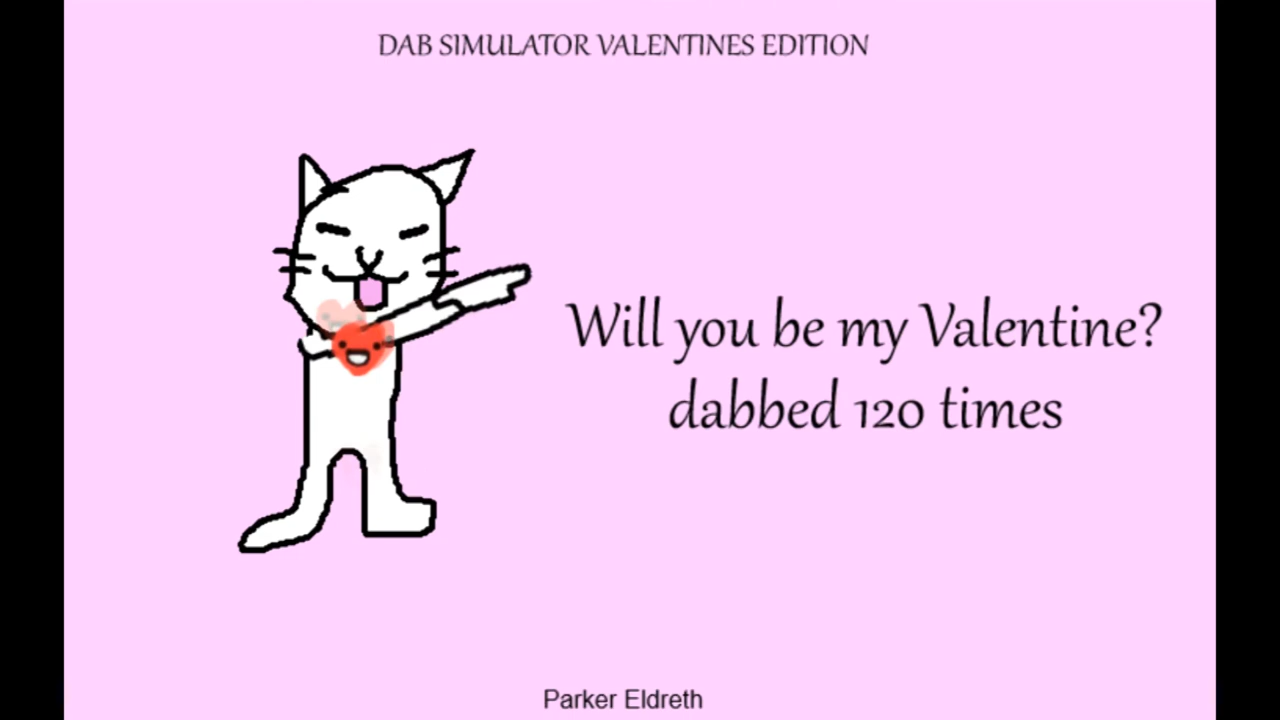 DAB SIMULATOR VALENTINES EDITION
Will you be my Valentine?
dabbed 120 times
Parker Eldreth